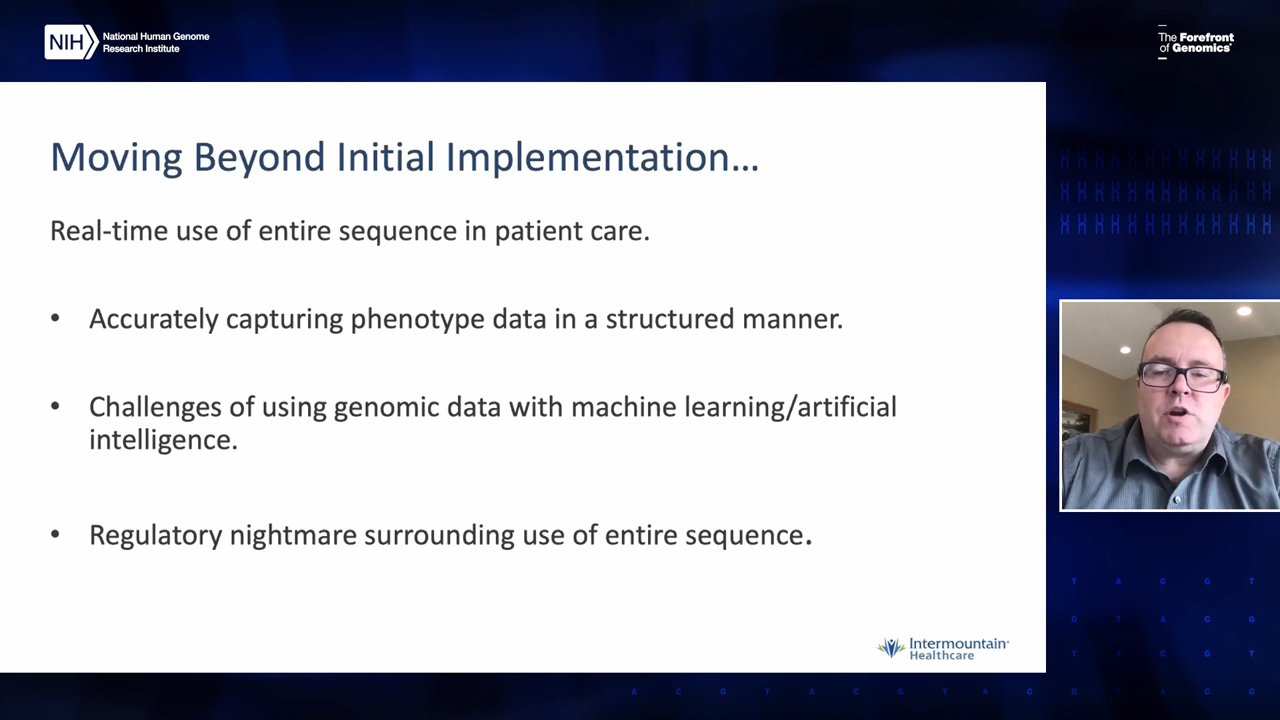 NIH National Human Genome
Research Institute
The Forefront
of Genomics®
Moving Beyond Initial Implementation...
Real-time use of entire sequence in patient care.
• Accurately capturing phenotype data in a structured manner.
• Challenges of using genomic data with machine learning/artificial
intelligence.
• Regulatory nightmare surrounding use of entire sequence.
Intermountain®
Healthcare
T A C G T
G T A C G
T A C G T
A C G T A C G T A C G T A C G